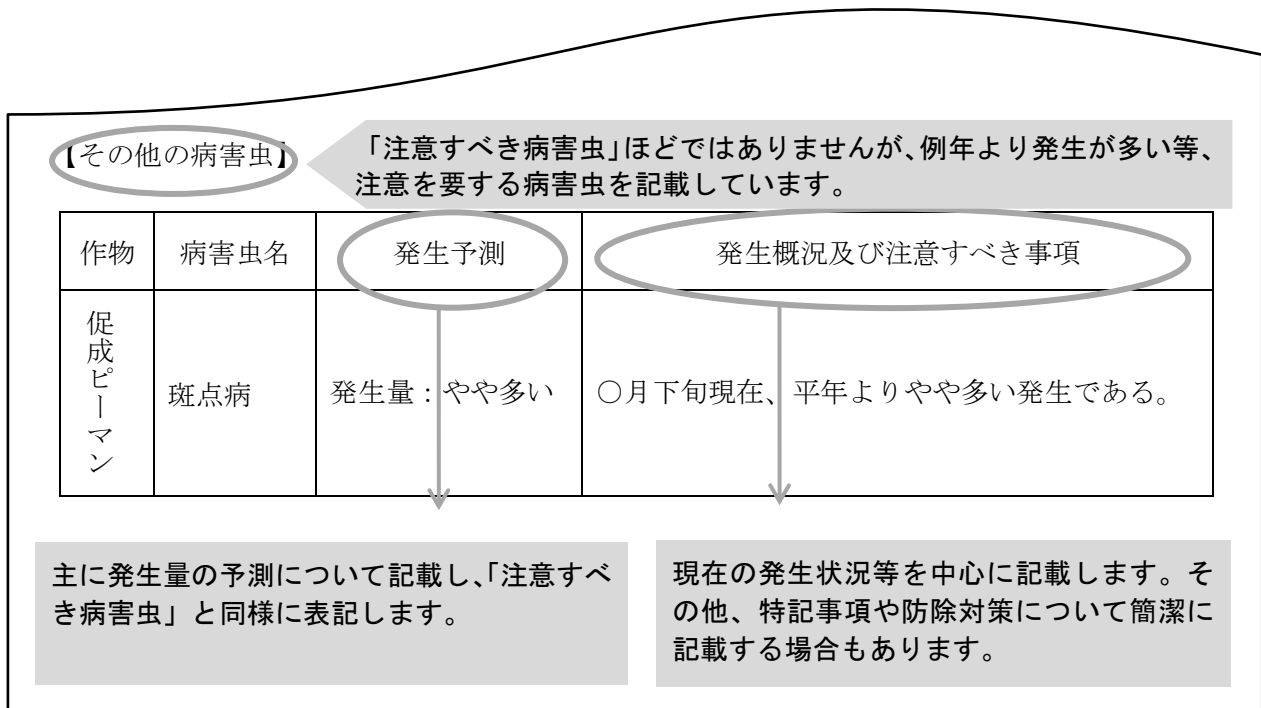 【その他の病害虫】
「注意すべき病害虫」ほどではありませんが、例年より発生が多い等、
注意を要する病害虫を記載しています。
作物 病害虫名 発生予測 発生概況及び注意すべき事項
促成ピーマン 斑点病 発生量：やや多い ○月下旬現在、平年よりやや多い発生である。
主に発生量の予測について記載し、「注意すべ
き病害虫」と同様に表記します。
現在の発生状況等を中心に記載します。そ
の他、特記事項や防除対策について簡潔に
記載する場合もあります。